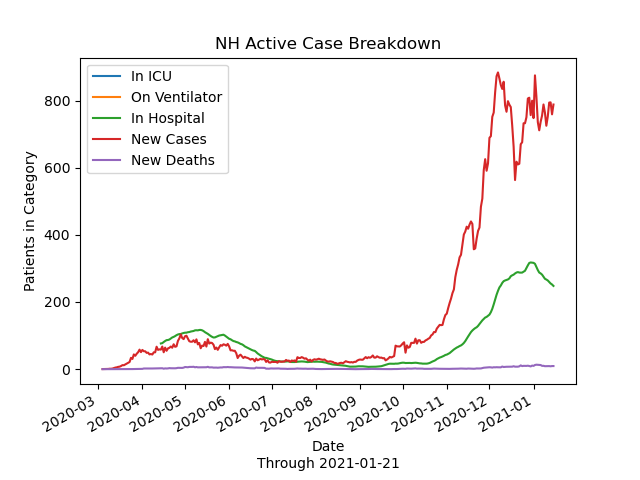 NH Active Case Breakdown
In ICU
On Ventilator
In Hospital
New Cases
New Deaths
Patients in Category
800
600
400
200
0
2020-03
2020-04
2020-05
2020-06
2020-07
2020-08
2020-09
2020-10
2020-11
2020-12
2021-01
Date
Through 2021-01-21